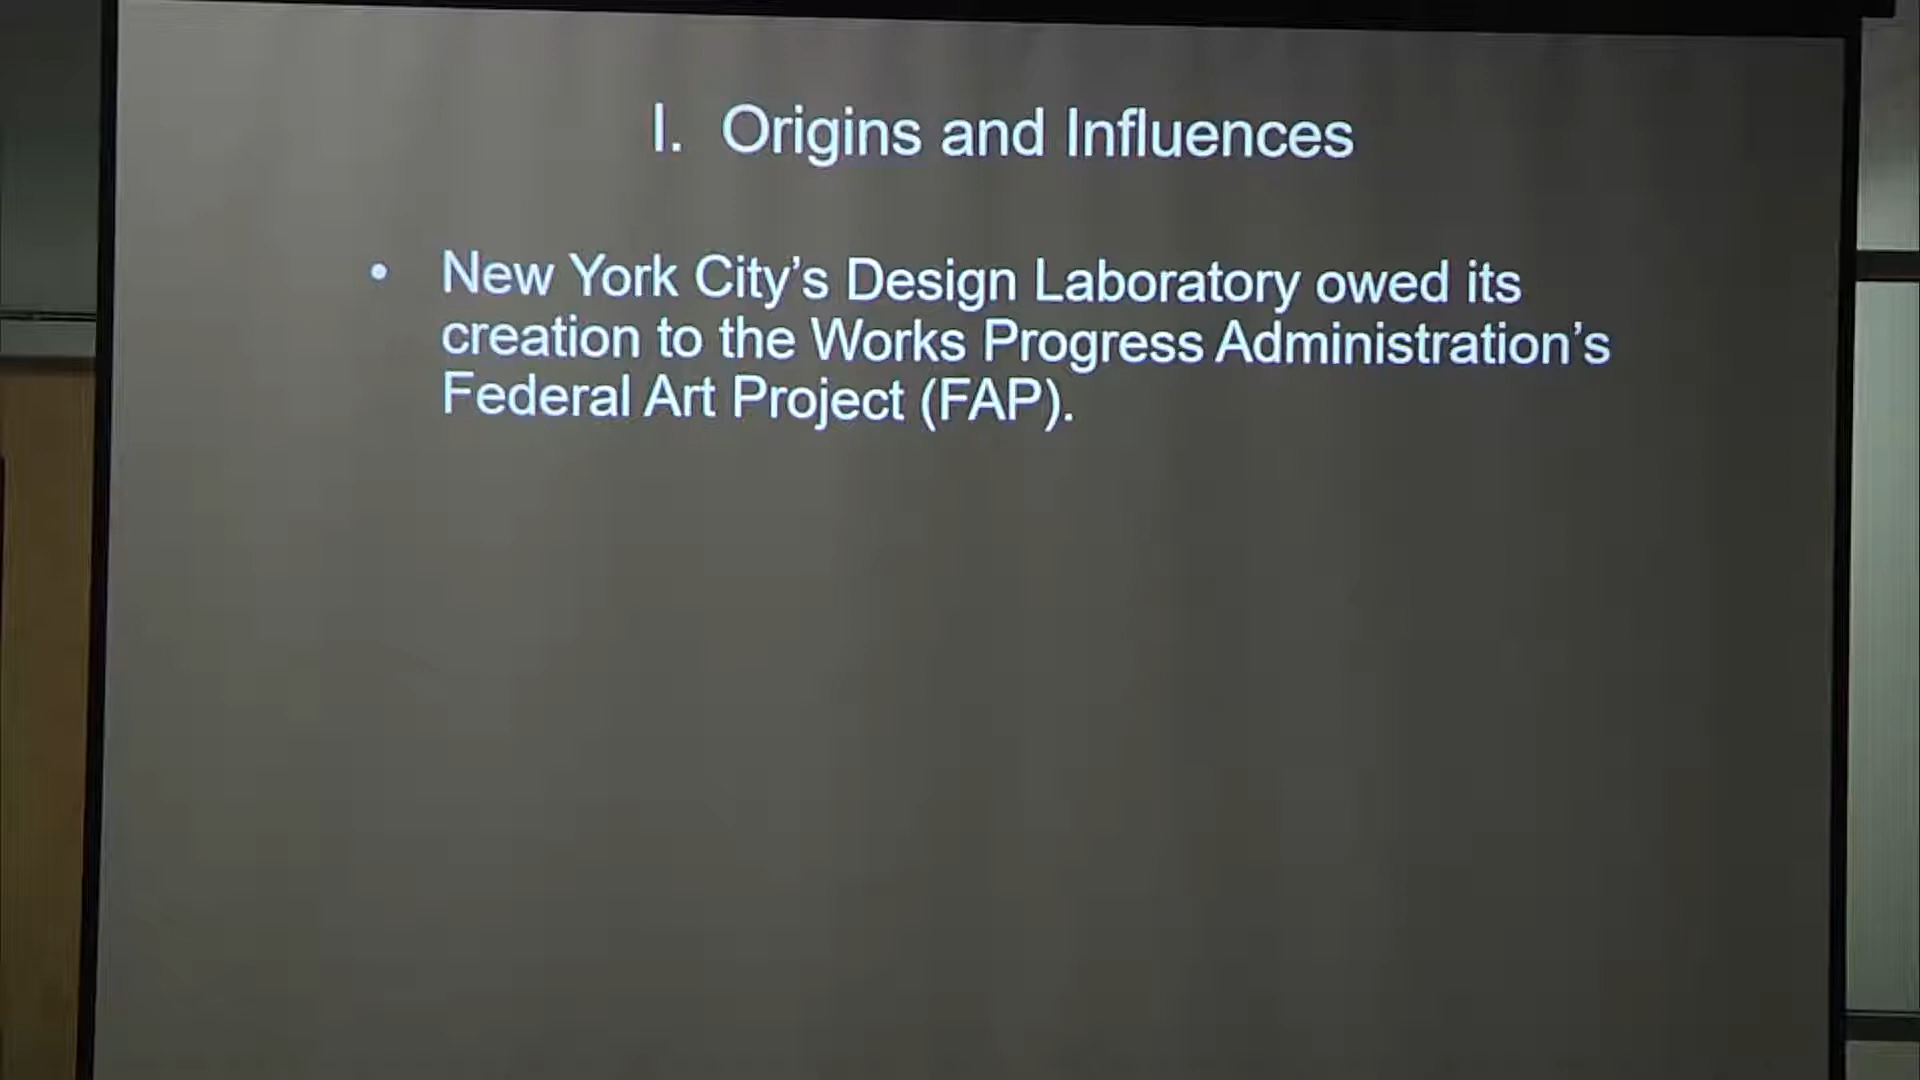 I. Origins and Influences
• New York City’s Design Laboratory owed its
creation to the Works Progress Administration’s
Federal Art Project (FAP).